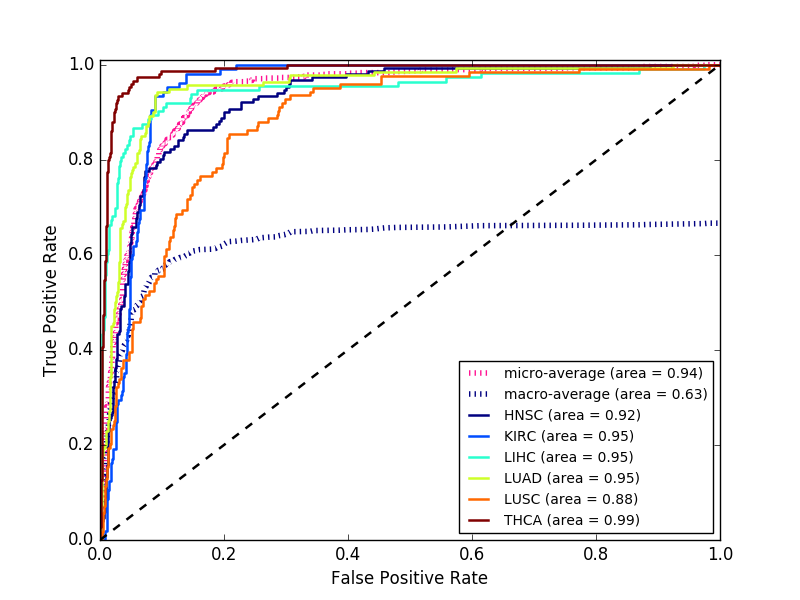 1.0
0.8
0.6
0.4
0.2
0.0
True Positive Rate
0.0 0.2 0.4 0.6 0.8 1.0
False Positive Rate
micro-average (area = 0.94)
macro-average (area = 0.63)
HNSC (area = 0.92)
KIRC (area = 0.95)
LIHC (area = 0.95)
LUAD (area = 0.95)
LUSC (area = 0.88)
THCA (area = 0.99)